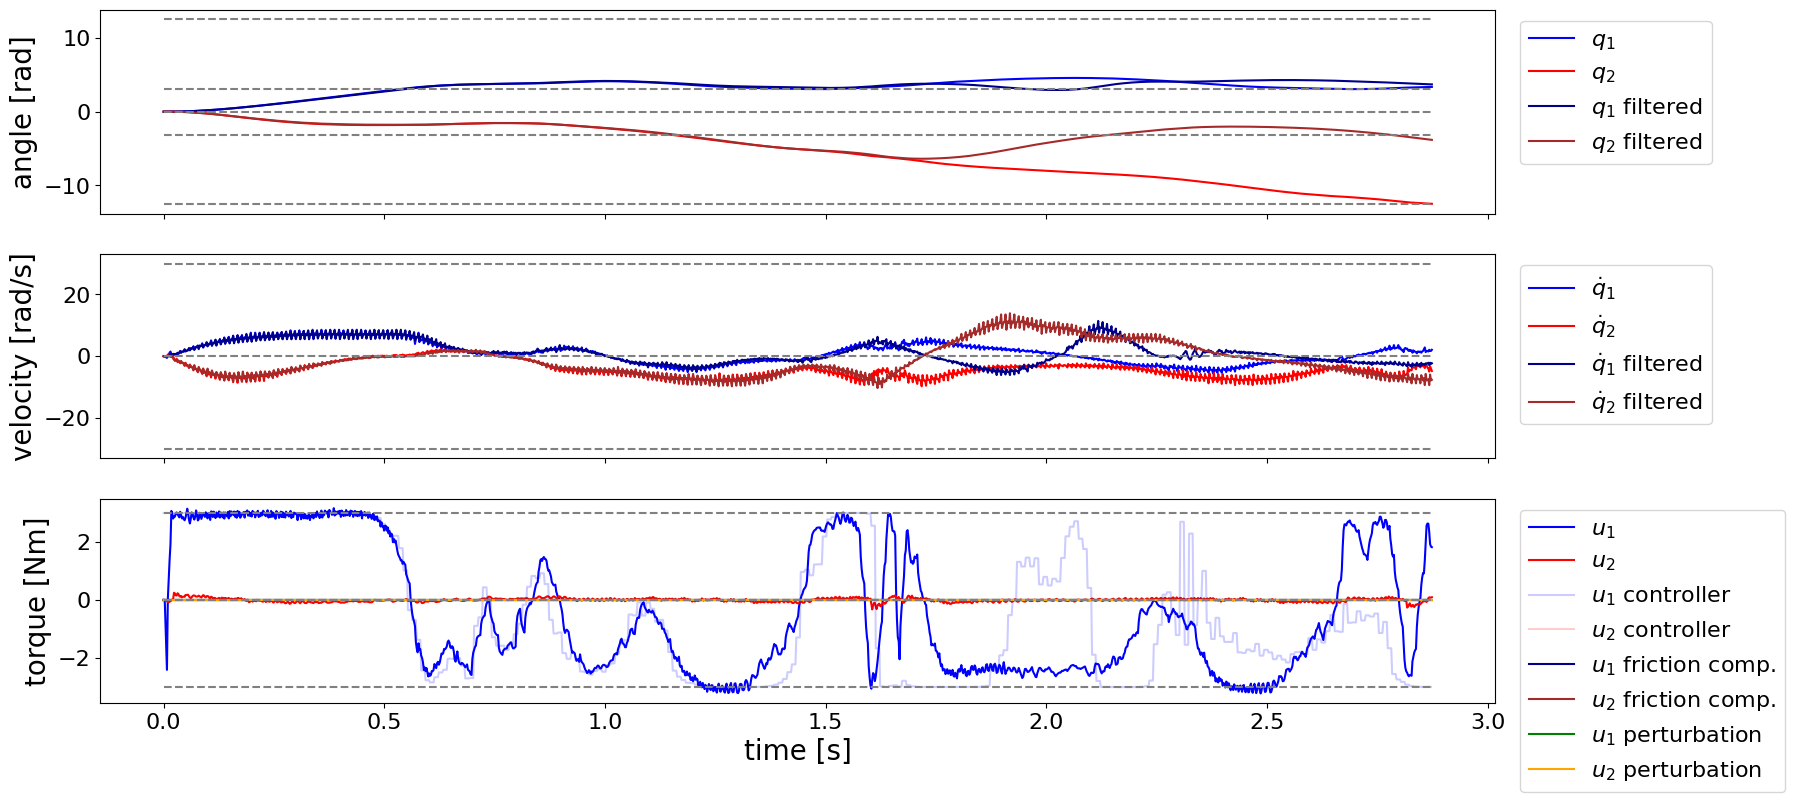 angle [rad]
10
0
−10
q₁
q₂
q₁ filtered
q₂ filtered
velocity [rad/s]
20
0
−20
q̇₁
q̇₂
q̇₁ filtered
q̇₂ filtered
torque [Nm]
2
0
−2
0.0 0.5 1.0 1.5 2.0 2.5 3.0
time [s]
u₁
u₂
u₁ controller
u₂ controller
u₁ friction comp.
u₂ friction comp.
u₁ perturbation
u₂ perturbation